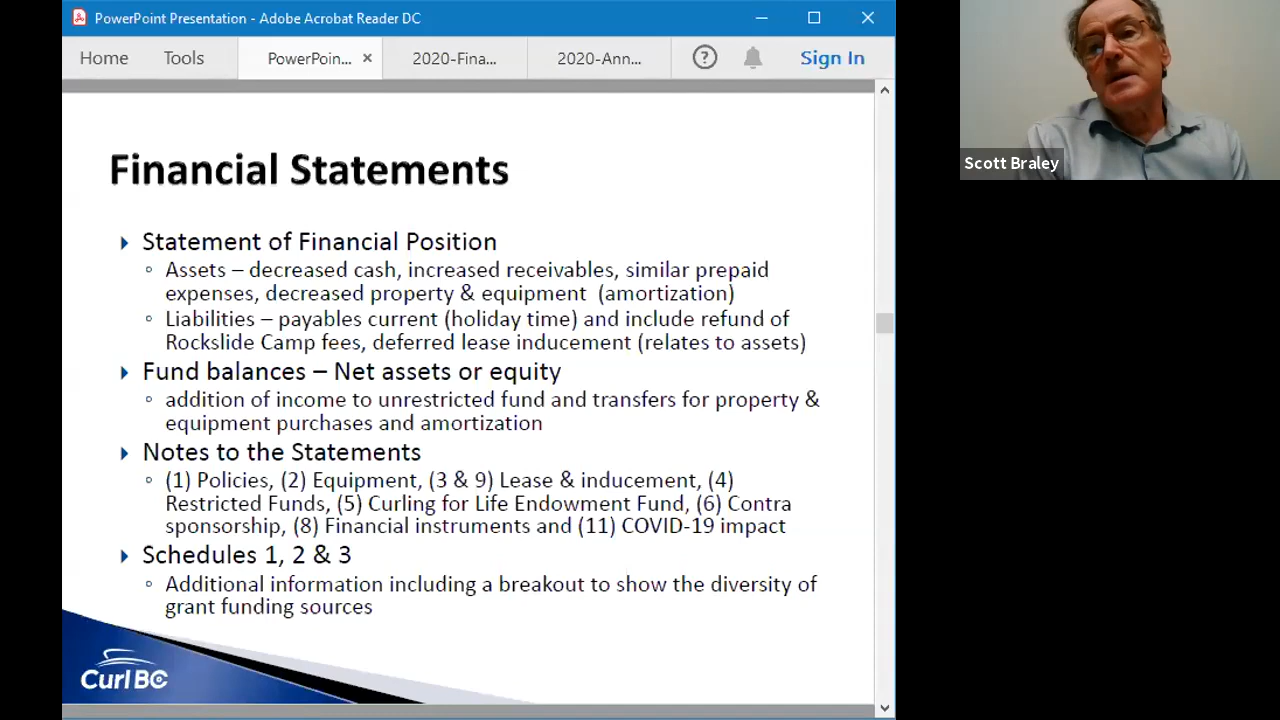 PowerPoint Presentation - Adobe Acrobat Reader DC
Home Tools PowerPoin... × 2020-Fina... 2020-Ann... ? Sign In
Scott Braley
Financial Statements
Statement of Financial Position
Assets – decreased cash, increased receivables, similar prepaid
expenses, decreased property & equipment (amortization)
Liabilities – payables current (holiday time) and include refund of
Rockslide Camp fees, deferred lease inducement (relates to assets)
Fund balances – Net assets or equity
addition of income to unrestricted fund and transfers for property &
equipment purchases and amortization
Notes to the Statements
(1) Policies, (2) Equipment, (3 & 9) Lease & inducement, (4)
Restricted Funds, (5) Curling for Life Endowment Fund, (6) Contra
sponsorship, (8) Financial instruments and (11) COVID-19 impact
Schedules 1, 2 & 3
Additional information including a breakout to show the diversity of
grant funding sources
Curl BC